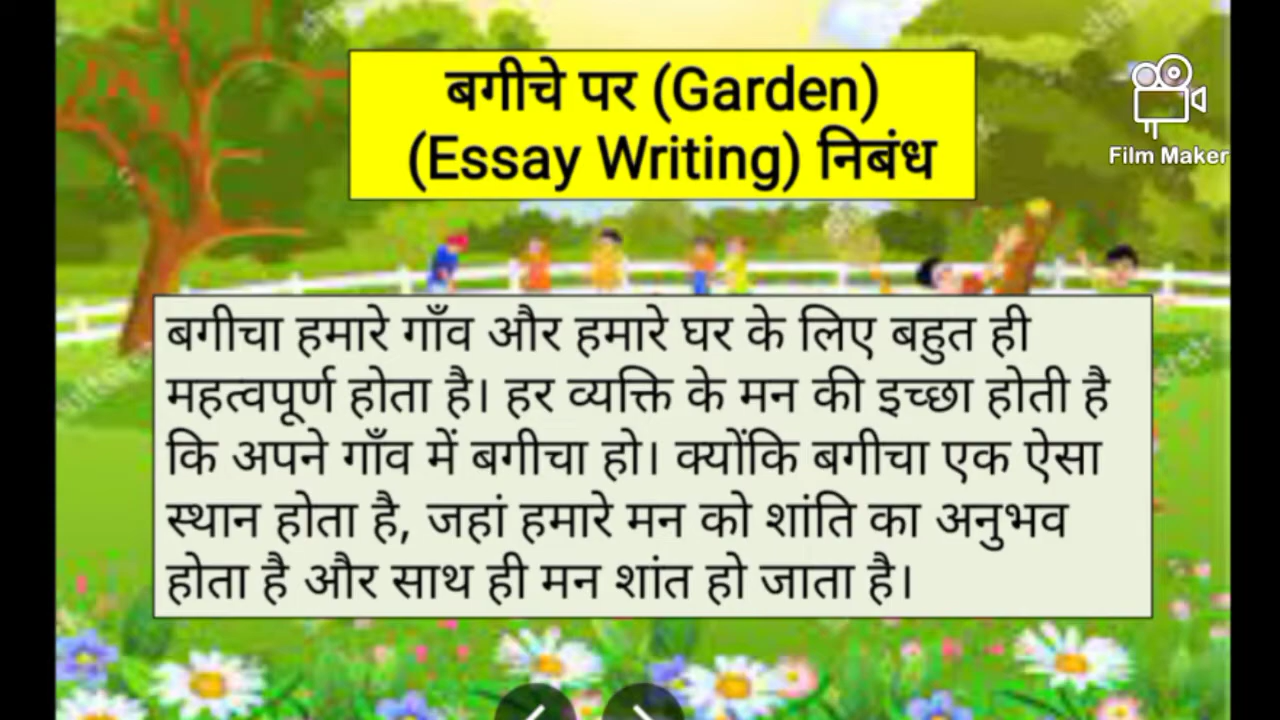 बगीचे पर (Garden)
(Essay Writing) निबंध
Film Maker
बगीचा हमारे गाँव और हमारे घर के लिए बहुत ही
महत्वपूर्ण होता है। हर व्यक्ति के मन की इच्छा होती है
कि अपने गाँव में बगीचा हो। क्योंकि बगीचा एक ऐसा
स्थान होता है, जहां हमारे मन को शांति का अनुभव
होता है और साथ ही मन शांत हो जाता है।